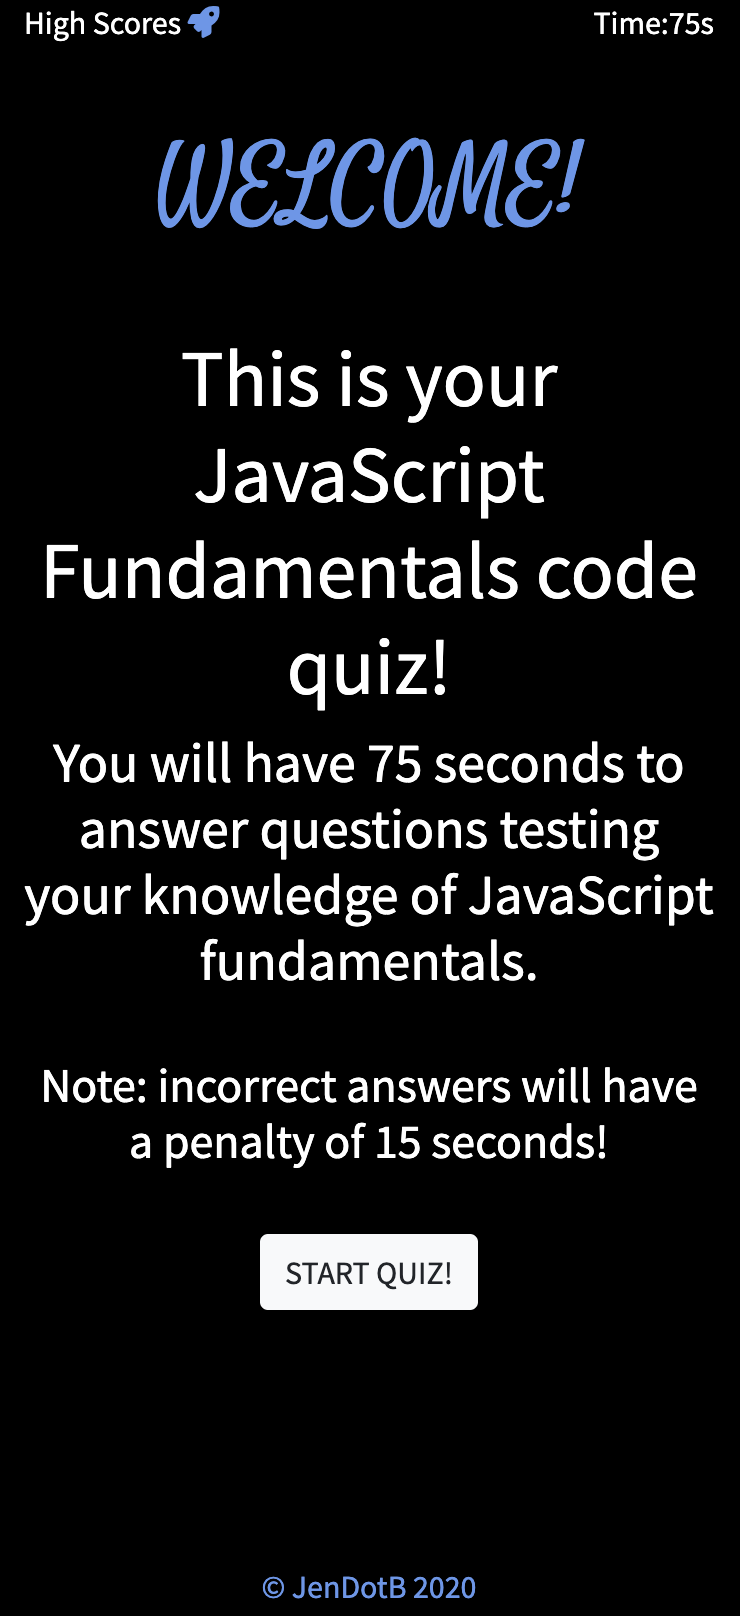 High Scores
Time:75s
WELCOME!
This is your
JavaScript
Fundamentals code
quiz!
You will have 75 seconds to
answer questions testing
your knowledge of JavaScript
fundamentals.
Note: incorrect answers will have
a penalty of 15 seconds!
START QUIZ!
© JenDotB 2020